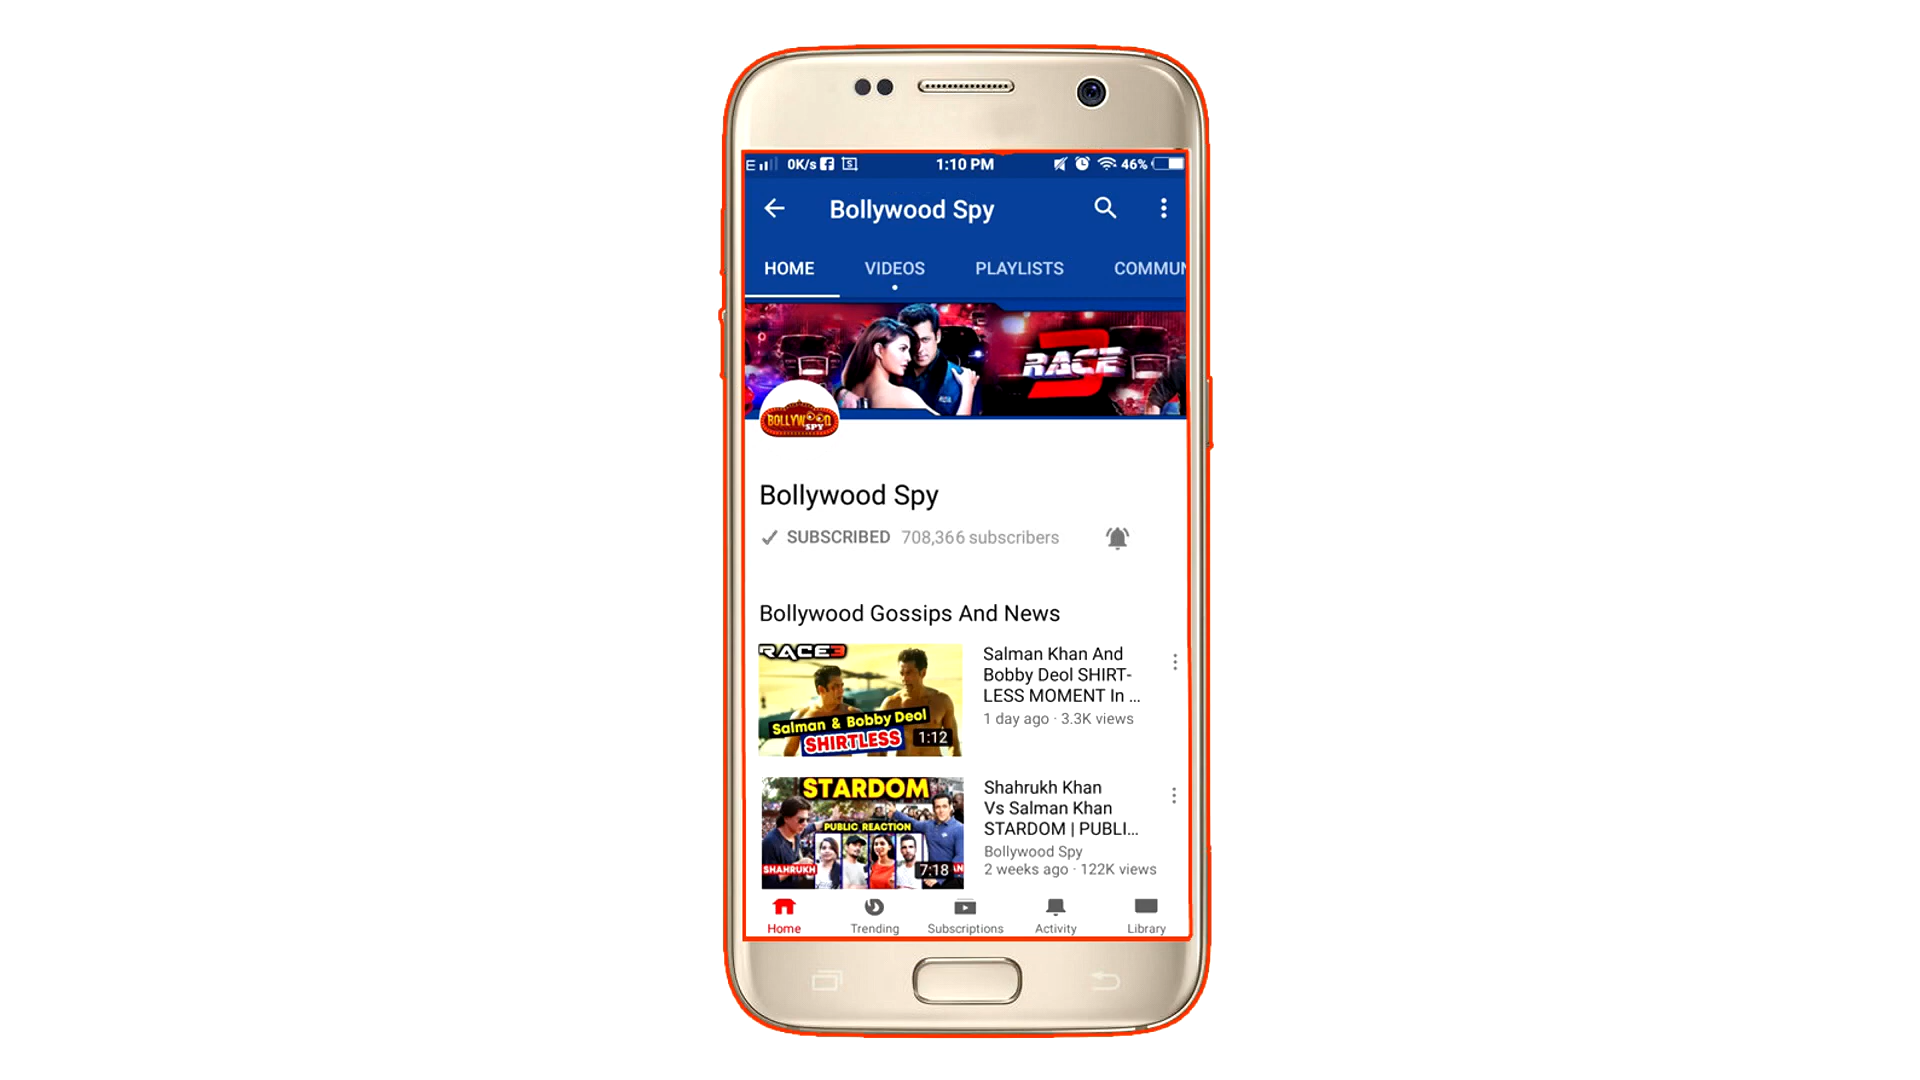 E 0K/s 1:10 PM 46%
Bollywood Spy
HOME VIDEOS PLAYLISTS COMMUN
RACE 3
BOLLYWOOD
SPY
Bollywood Spy
SUBSCRIBED 708,366 subscribers
Bollywood Gossips And News
RACE3
Salman & Bobby Deol
SHIRTLESS
1:12
Salman Khan And
Bobby Deol SHIRT-
LESS MOMENT In ...
1 day ago · 3.3K views
STARDOM
PUBLIC REACTION
SHAHRUKH
7:18
Shahrukh Khan
Vs Salman Khan
STARDOM | PUBLI...
Bollywood Spy
2 weeks ago · 122K views
Home Trending Subscriptions Activity Library